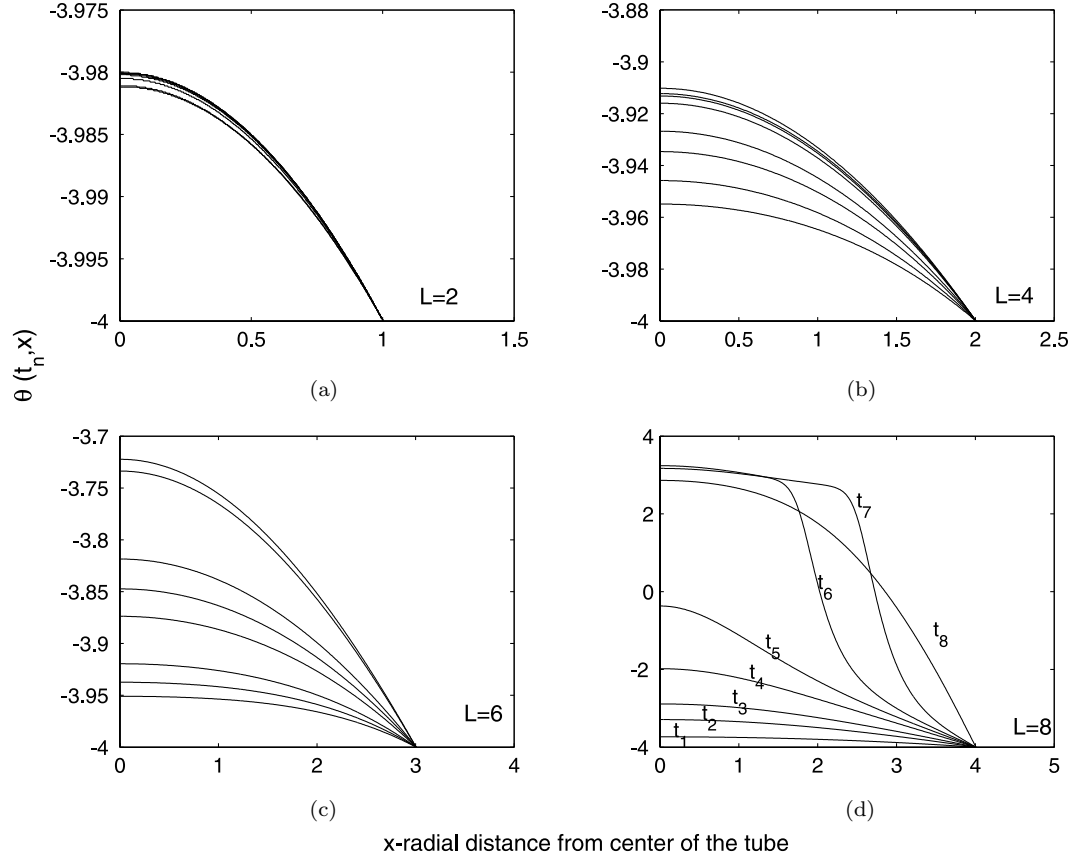 -3.975
-3.98
-3.985
-3.99
-3.995
-4
0
0.5
1
1.5
L=2
(a)
-3.88
-3.9
-3.92
-3.94
-3.96
-3.98
-4
0
0.5
1
1.5
2
2.5
L=4
(b)
θ (t_n,x)
-3.7
-3.75
-3.8
-3.85
-3.9
-3.95
-4
0
1
2
3
4
L=6
(c)
4
2
0
-2
-4
0
1
2
3
4
5
t_7
t_6
t_8
t_5
t_4
t_3
t_2
t_1
L=8
(d)
x-radial distance from center of the tube